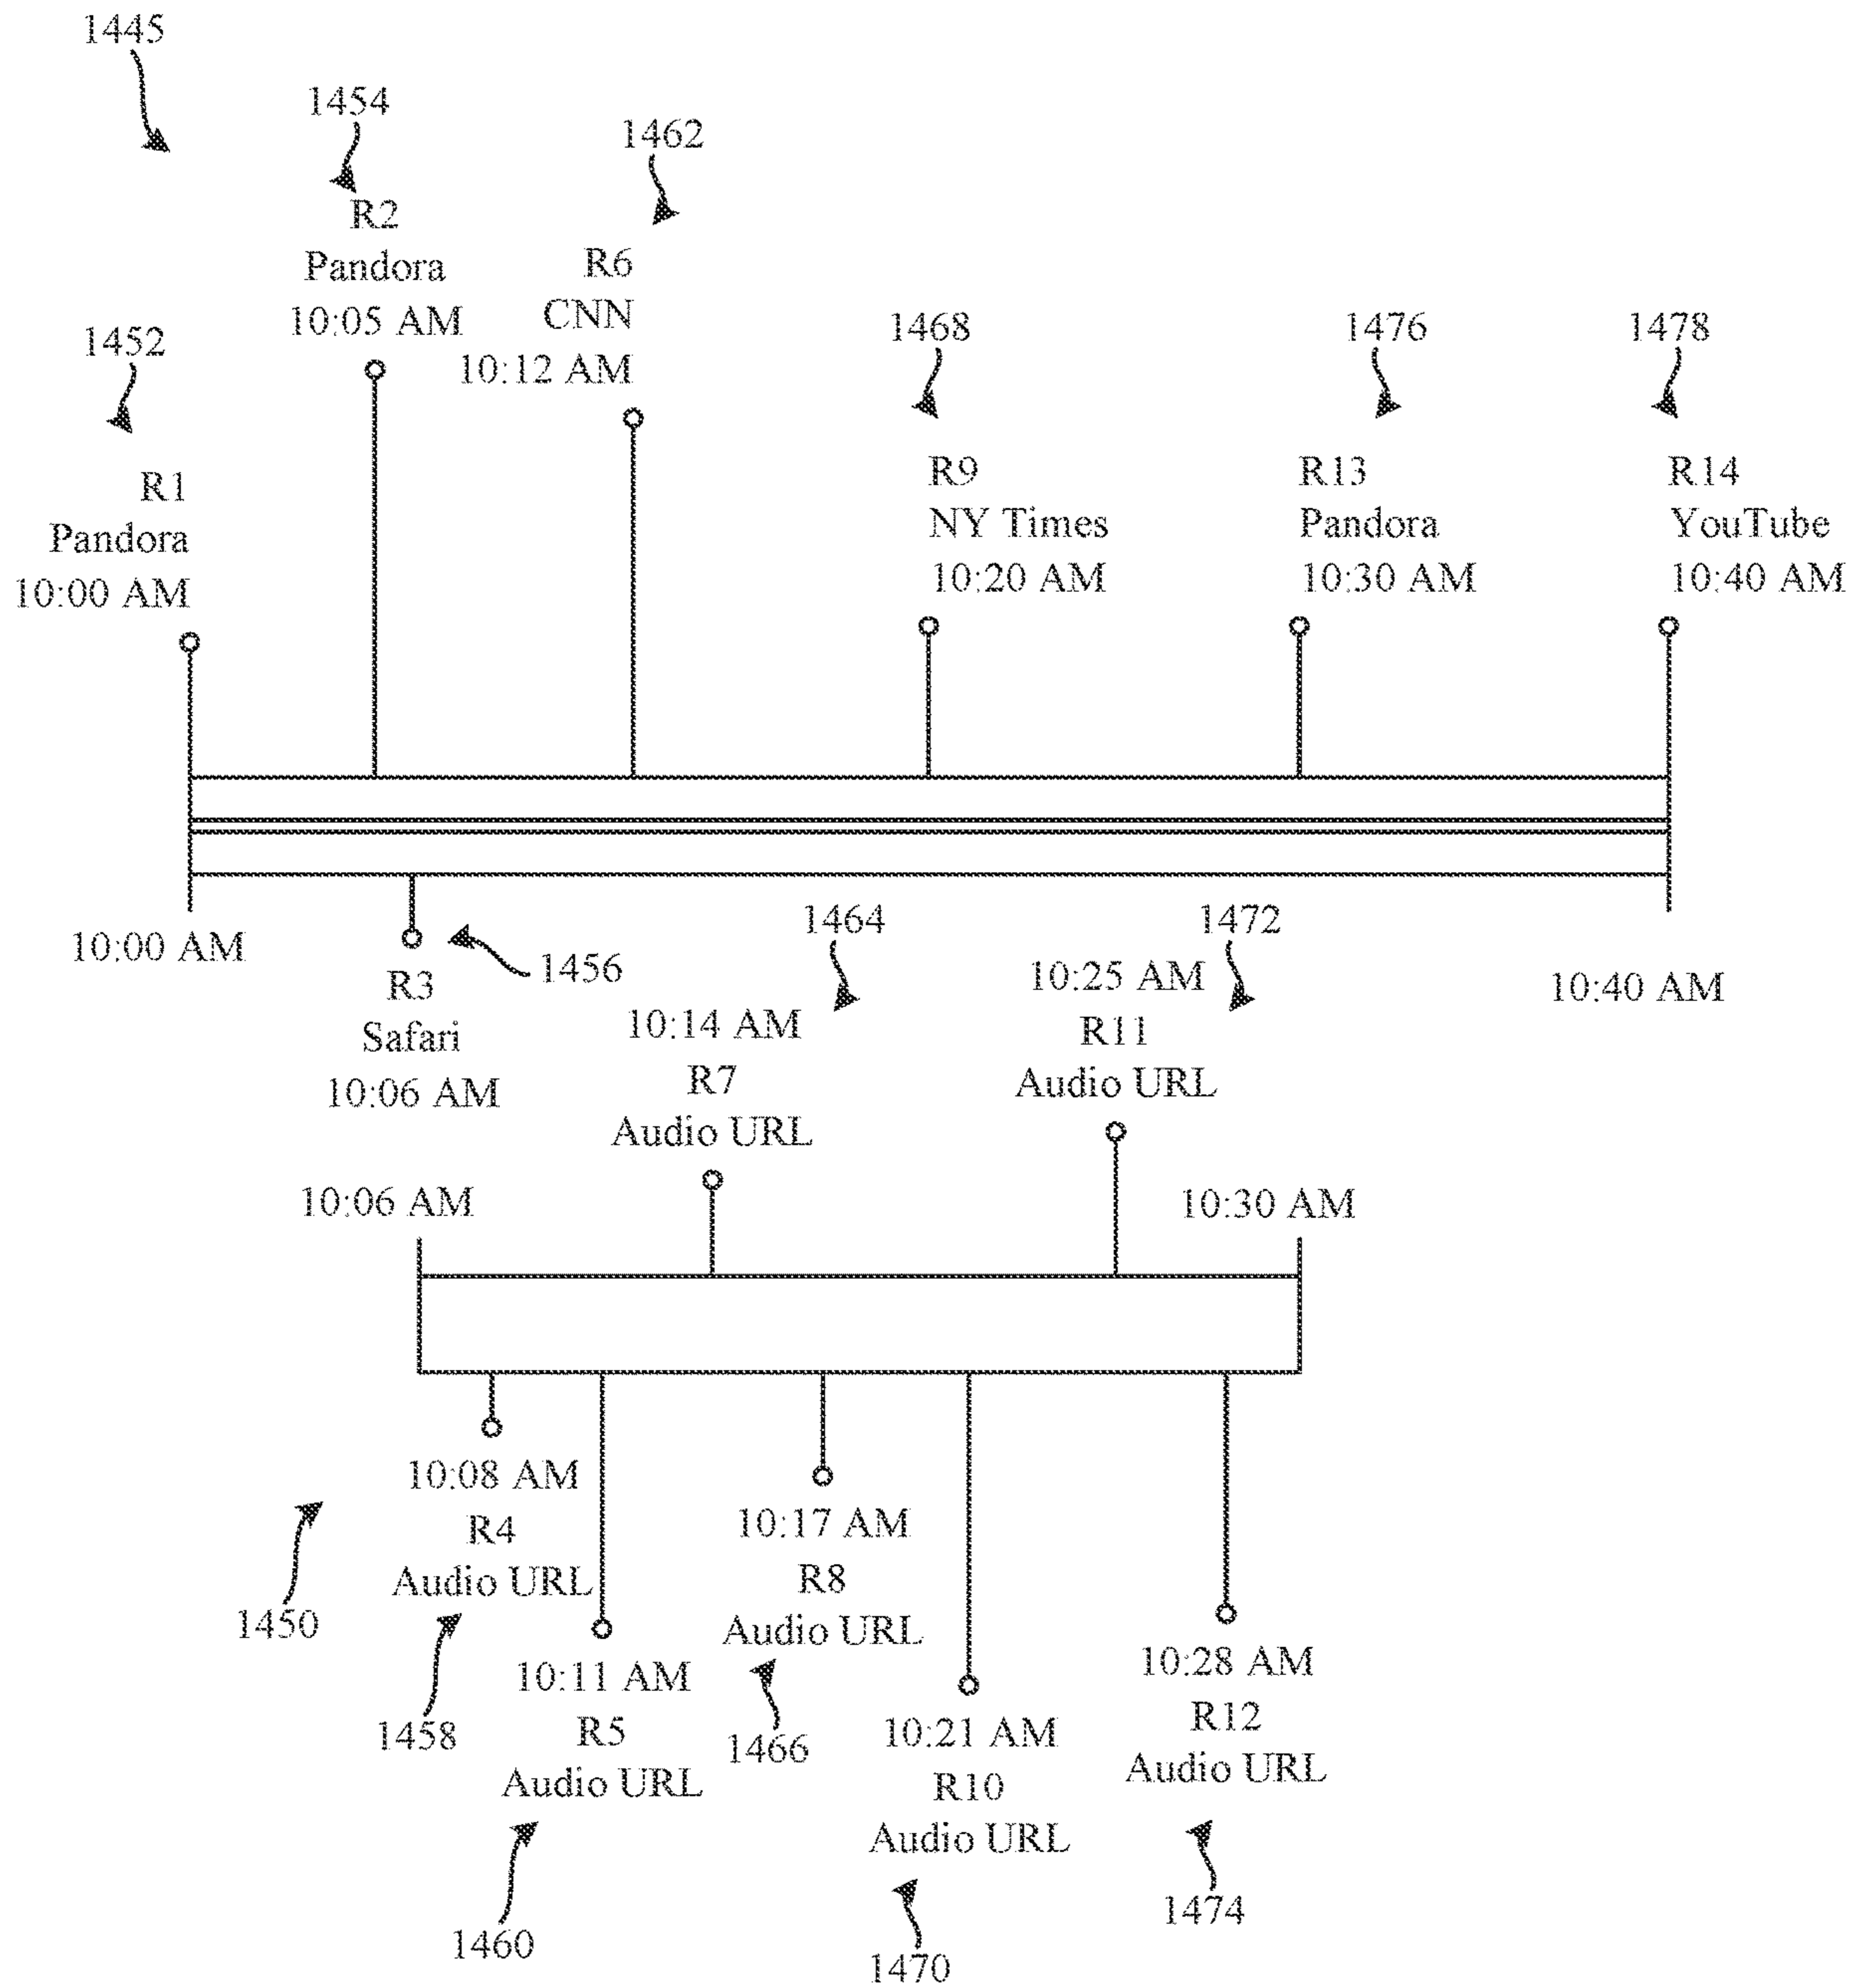 1445
1454
1462
R2
Pandora
10:05 AM
R6
CNN
10:12 AM
1452
1468
1476
1478
R1
Pandora
10:00 AM
R9
NY Times
10:20 AM
R13
Pandora
10:30 AM
R14
YouTube
10:40 AM
10:00 AM
10:40 AM
1456
R3
Safari
10:06 AM
1464
10:14 AM
R7
Audio URL
1472
10:25 AM
R11
Audio URL
10:06 AM
10:30 AM
10:08 AM
R4
Audio URL
1450
1458
10:11 AM
R5
Audio URL
1460
10:17 AM
R8
Audio URL
1466
10:21 AM
R10
Audio URL
1470
10:28 AM
R12
Audio URL
1474